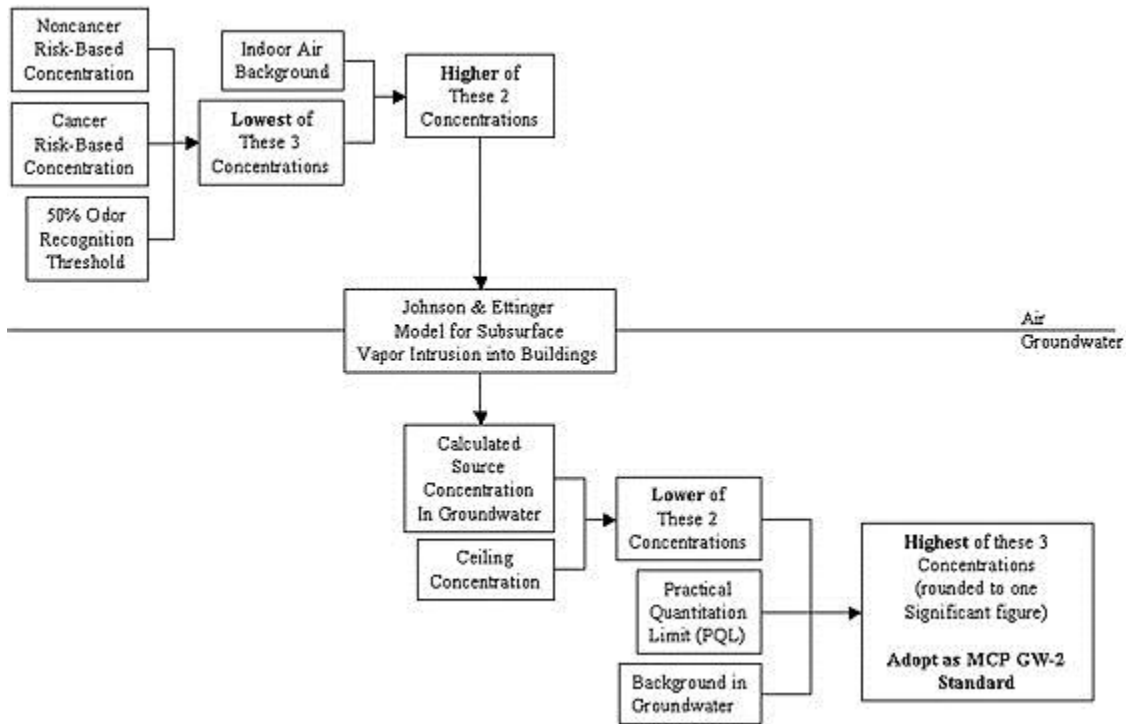 Noncancer
Risk-Based
Concentration
Cancer
Risk-Based
Concentration
50% Odor
Recognition
Threshold
Indoor Air
Background
Lowest of
These 3
Concentrations
Higher of
These 2
Concentrations
Johnson & Ettinger
Model for Subsurface
Vapor Intrusion into Buildings
Air
Groundwater
Calculated
Source
Concentration
In Groundwater
Ceiling
Concentration
Lower of
These 2
Concentrations
Practical
Quantitation
Limit (PQL)
Background in
Groundwater
Highest of these 3
Concentrations
(rounded to one
Significant figure)
Adopt as MCP GW-2
Standard